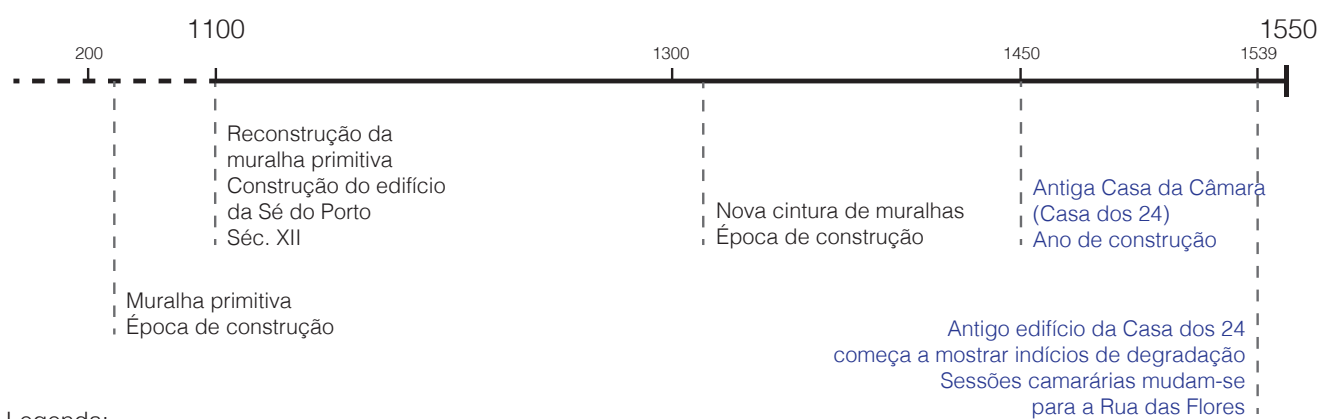 1100
1550
200
1300
1450
1539
Reconstrução da
muralha primitiva
Construção do edifício
da Sé do Porto
Séc. XII
Antiga Casa da Câmara
(Casa dos 24)
Ano de construção
Nova cintura de muralhas
Época de construção
Muralha primitiva
Época de construção
Antigo edifício da Casa dos 24
começa a mostrar indícios de degradação
Sessões camarárias mudam-se
para a Rua das Flores
Legenda: